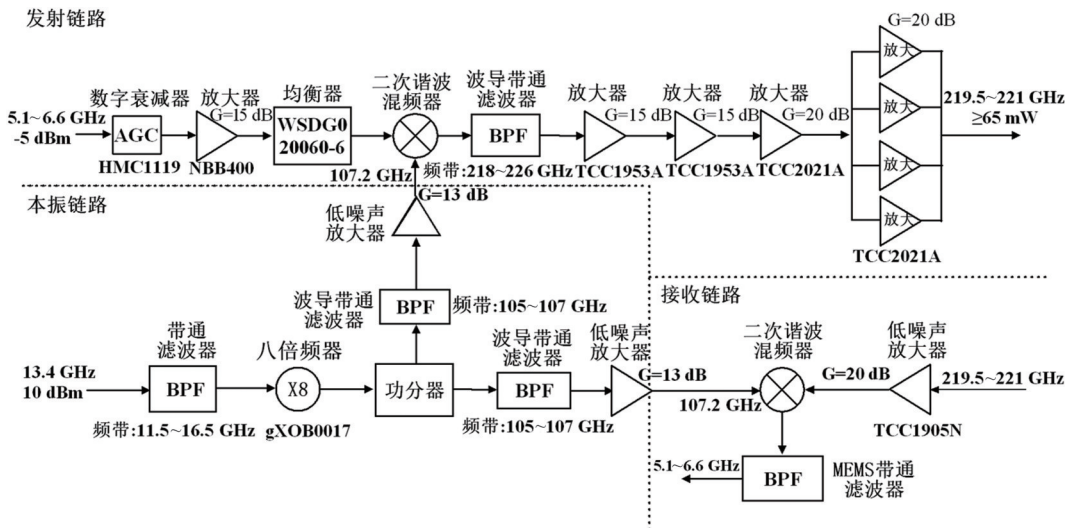 发射链路
5.1~6.6 GHz
-5 dBm
数字衰减器
AGC
HMC1119
放大器
G=15 dB
NBB400
均衡器
WSDG0
20060-6
二次谐波
混频器
107.2 GHz
波导带通
滤波器
BPF
频带:218~226 GHz
放大器
G=15 dB
TCC1953A
放大器
G=15 dB
TCC1953A
放大器
G=20 dB
TCC2021A
G=20 dB
放大
放大
放大
放大
TCC2021A
219.5~221 GHz
≥65 mW
本振链路
G=13 dB
低噪声
放大器
波导带通
滤波器
BPF
频带:105~107 GHz
13.4 GHz
10 dBm
带通
滤波器
BPF
频带:11.5~16.5 GHz
八倍频器
X8
gXOB0017
功分器
波导带通
滤波器
BPF
频带:105~107 GHz
低噪声
放大器
G=13 dB
接收链路
107.2 GHz
二次谐波
混频器
G=20 dB
低噪声
放大器
TCC1905N
219.5~221 GHz
5.1~6.6 GHz
BPF
MEMS带通
滤波器